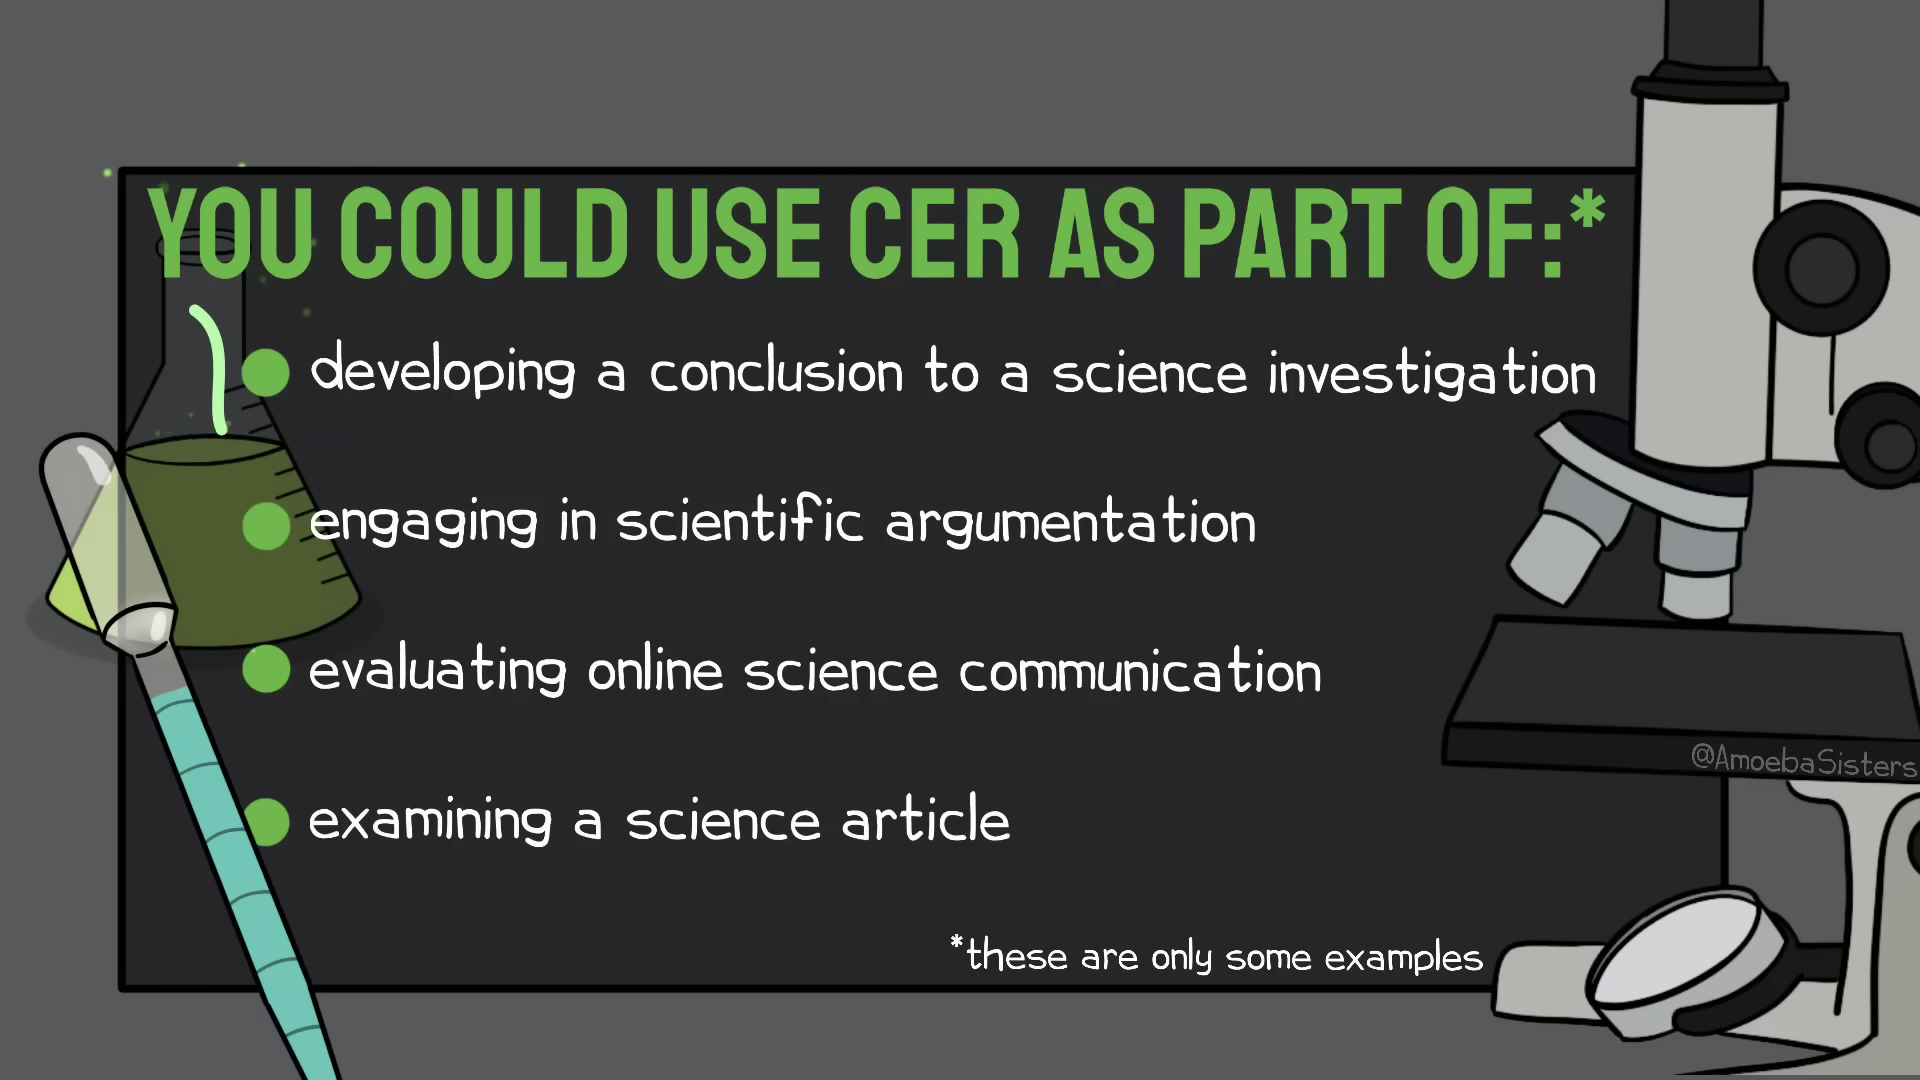 YOU COULD USE CER AS PART OF:*
developing a conclusion to a science investigation
engaging in scientific argumentation
evaluating online science communication
@AmoebaSisters
examining a science article
*these are only some examples